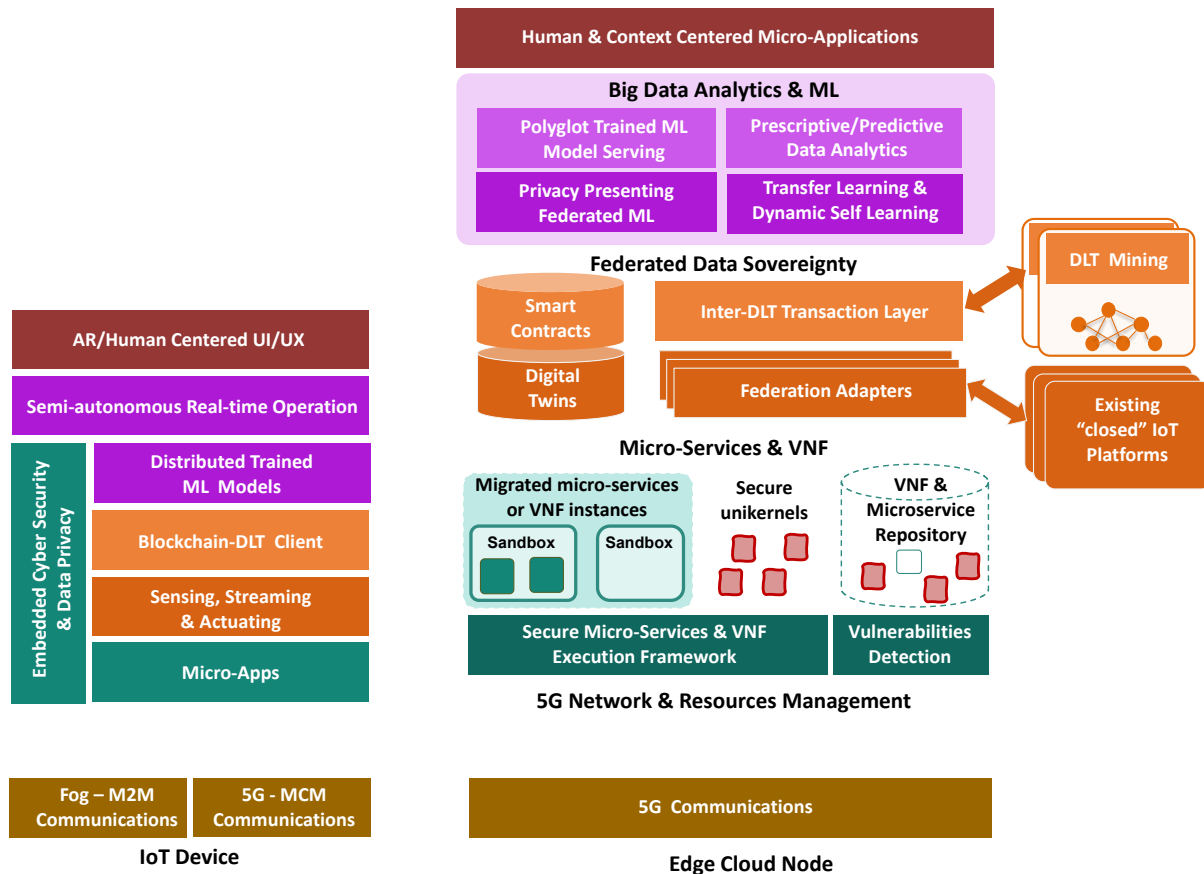 Human & Context Centered Micro-Applications
Big Data Analytics & ML
Polyglot Trained ML
Model Serving
Prescriptive/Predictive
Data Analytics
Privacy Presenting
Federated ML
Transfer Learning &
Dynamic Self Learning
Federated Data Sovereignty
Smart
Contracts
Inter-DLT Transaction Layer
DLT Mining
Digital
Twins
Federation Adapters
Existing
“closed” IoT
Platforms
Micro-Services & VNF
Migrated micro-services
or VNF instances
Sandbox
Sandbox
Secure
unikernels
VNF &
Microservice
Repository
Secure Micro-Services & VNF
Execution Framework
Vulnerabilities
Detection
5G Network & Resources Management
5G Communications
Edge Cloud Node
AR/Human Centered UI/UX
Semi-autonomous Real-time Operation
Embedded Cyber Security
& Data Privacy
Distributed Trained
ML Models
Blockchain-DLT Client
Sensing, Streaming
& Actuating
Micro-Apps
Fog – M2M
Communications
5G - MCM
Communications
IoT Device